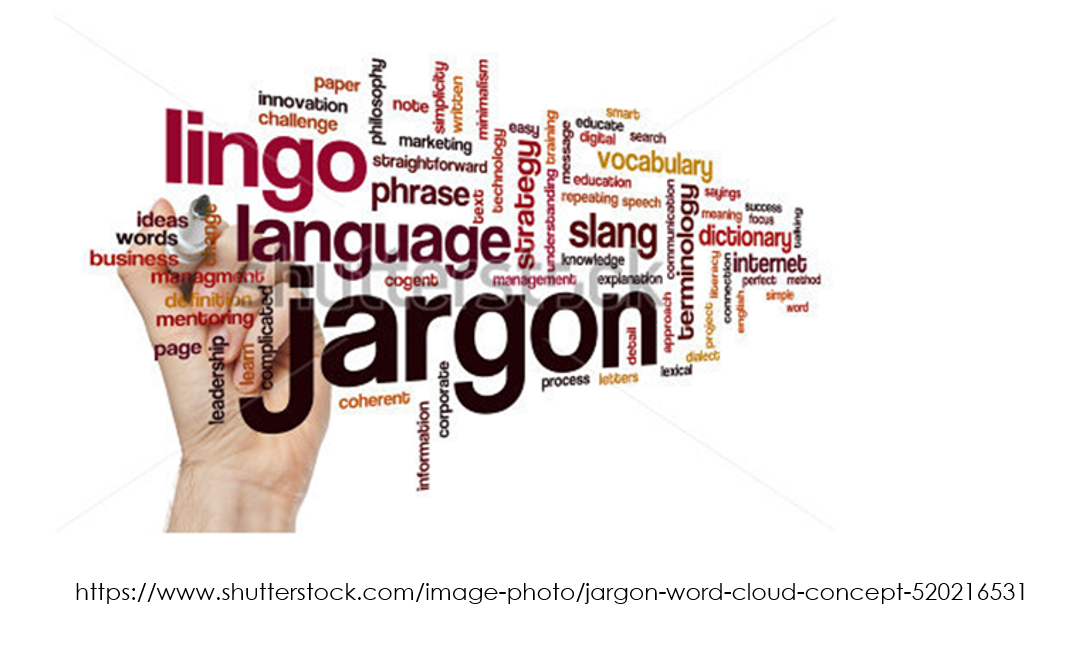 paper
philosophy
note
simplicity
written
minimalism
innovation
challenge
marketing
straightforward
technology
easy
training
message
smart
educate
digital
search
lingo
phrase
text
strategy
understanding
vocabulary
education
repeating speech
communication
terminology
sayings
meaning
success
focus
talking
ideas
words
business
change
language
slang
knowledge
dictionary
internet
managment
definition
mentoring
page
leadership
learn
complicated
cogent
management
explanation
jargon
detail
approach
project
literacy
connection
english
perfect
method
simple
word
dialect
lexical
process
letters
coherent
information
corporate
shutterstock
https://www.shutterstock.com/image-photo/jargon-word-cloud-concept-520216531